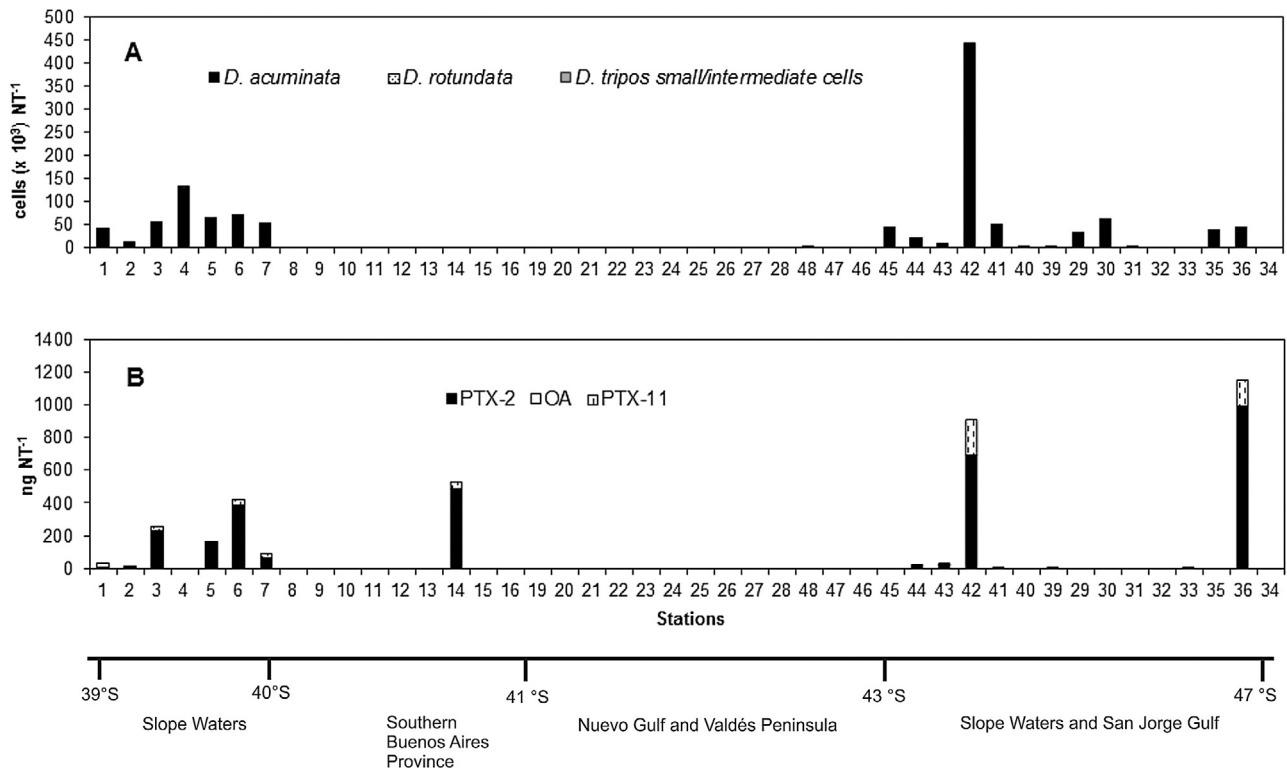 500
450
400
350
300
250
200
150
100
50
0
cells (x 10³) NT⁻¹
A
D. acuminata D. rotundata D. tripos small/intermediate cells
1 2 3 4 5 6 7 8 9 10 11 12 13 14 15 16 19 20 21 22 23 24 25 26 27 28 48 47 46 45 44 43 42 41 40 39 29 30 31 32 33 35 36 34
1400
1200
1000
800
600
400
200
0
ng NT⁻¹
B
PTX-2 OA PTX-11
1 2 3 4 5 6 7 8 9 10 11 12 13 14 15 16 19 20 21 22 23 24 25 26 27 28 48 47 46 45 44 43 42 41 40 39 29 30 31 32 33 35 36 34
Stations
39°S 40°S 41 °S 43 °S 47 °S
Slope Waters
Southern
Buenos Aires
Province
Nuevo Gulf and Valdés Peninsula
Slope Waters and San Jorge Gulf